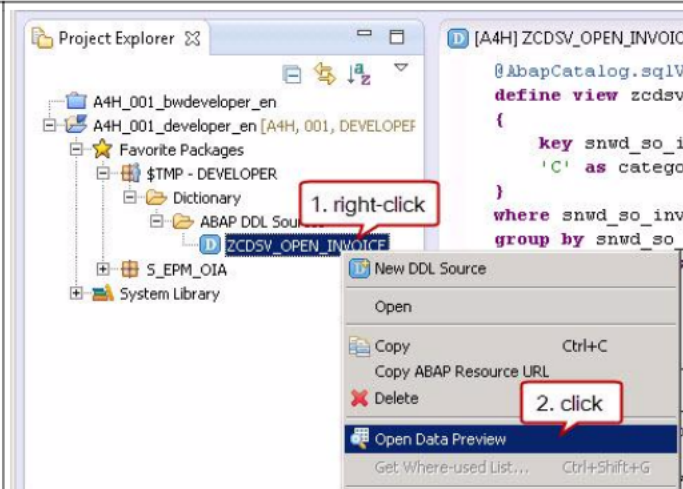 Project Explorer
A4H_001_bwdeveloper_en
A4H_001_developer_en [A4H, 001, DEVELOPER
Favorite Packages
$TMP - DEVELOPER
Dictionary
ABAP DDL Sources
ZCDSV_OPEN_INVOICE
S_EPM_OIA
System Library
1. right-click
[A4H] ZCDSV_OPEN_INVOIC
@AbapCatalog.sqlV
define view zcdsv
{
key snwd_so_i
'C' as catego
}
where snwd_so_inv
group by snwd_so_
New DDL Source
Open
Copy Ctrl+C
Copy ABAP Resource URL
Delete
2. click
Open Data Preview
Get Where-used List... Ctrl+Shift+G